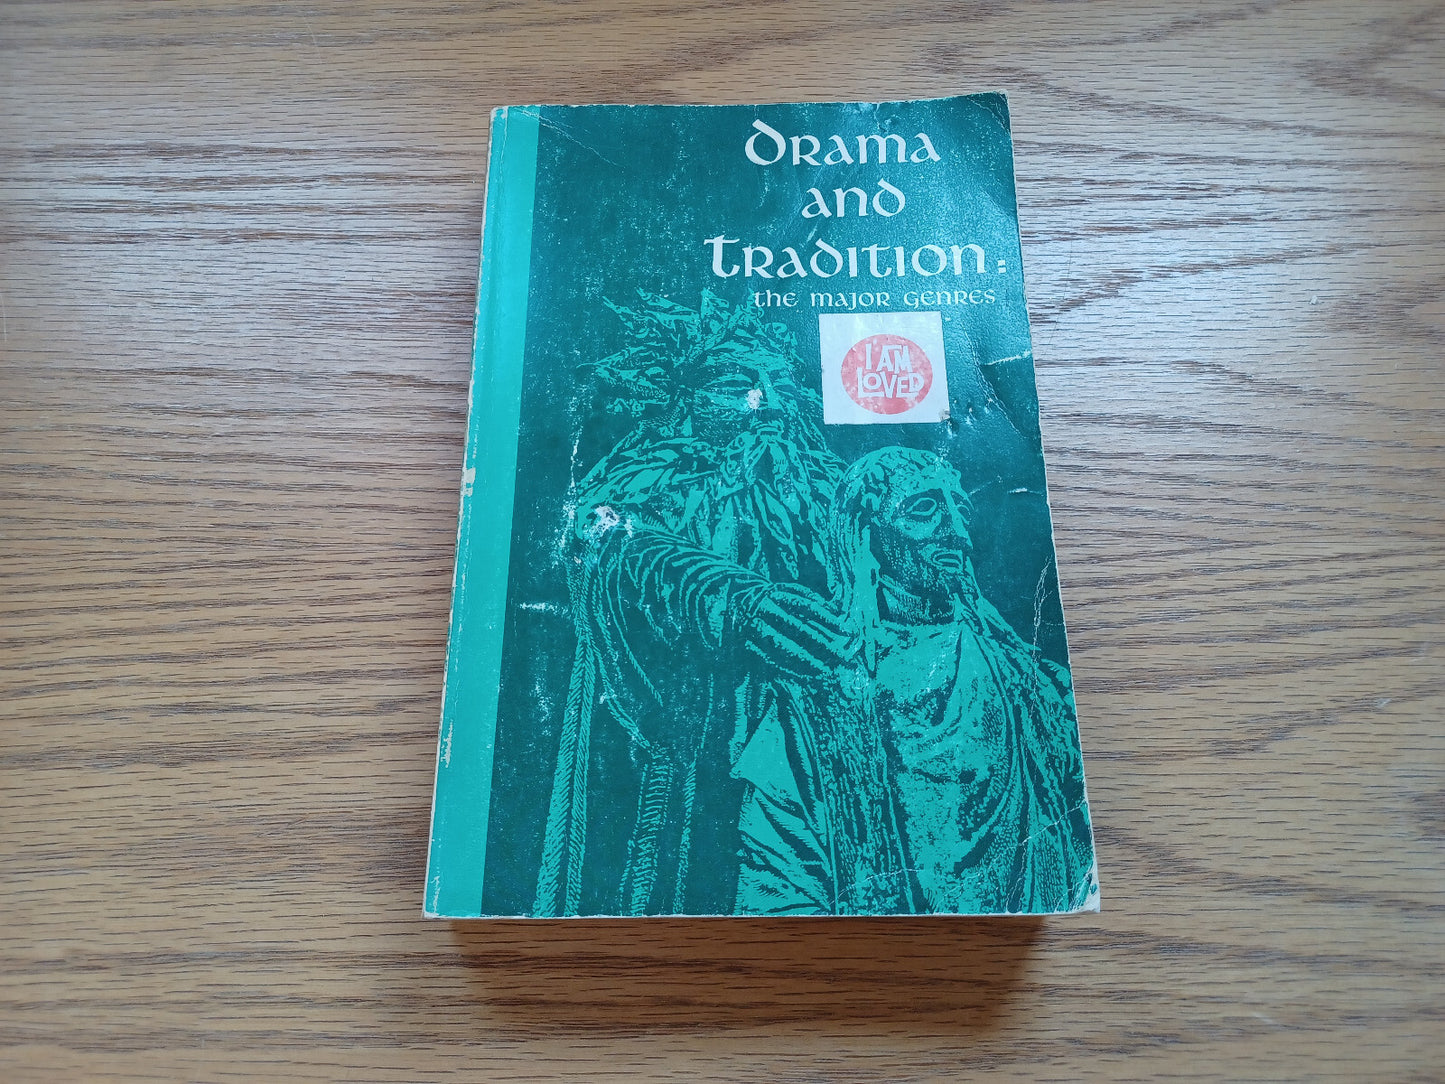 Drama
and
Tradition:
the major genres
I AM
LOVED